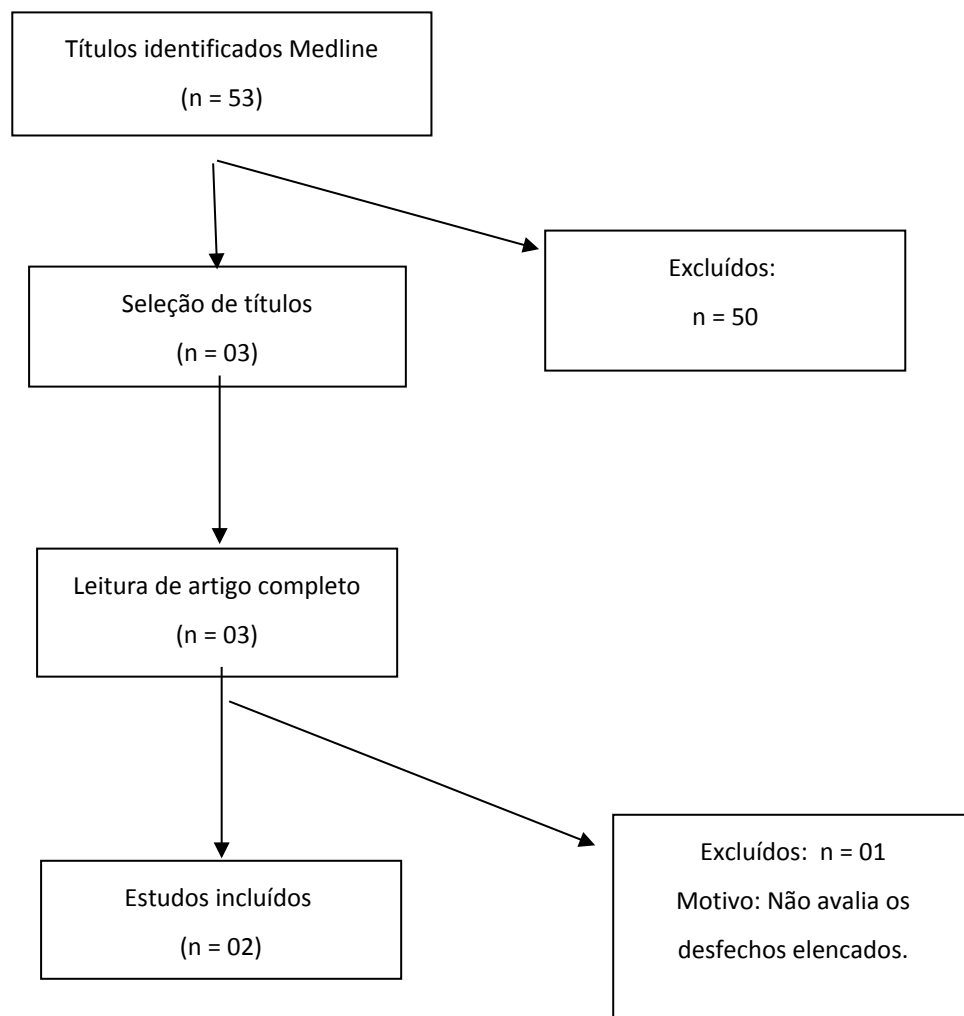 Títulos identificados Medline
(n = 53)
Excluídos:
n = 50
Seleção de títulos
(n = 03)
Leitura de artigo completo
(n = 03)
Excluídos: n = 01
Motivo: Não avalia os
desfechos elencados.
Estudos incluídos
(n = 02)